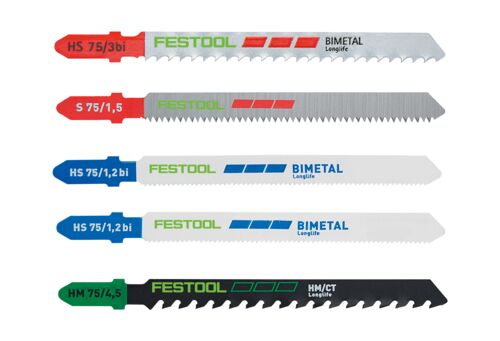 HS 75/3bi FESTOOL BIMETAL
Longlife
S 75/1,5 FESTOOL
HS 75/1,2bi FESTOOL BIMETAL
Longlife
HS 75/1,2bi FESTOOL BIMETAL
Longlife
HM 75/4,5 FESTOOL HM/CT
Longlife